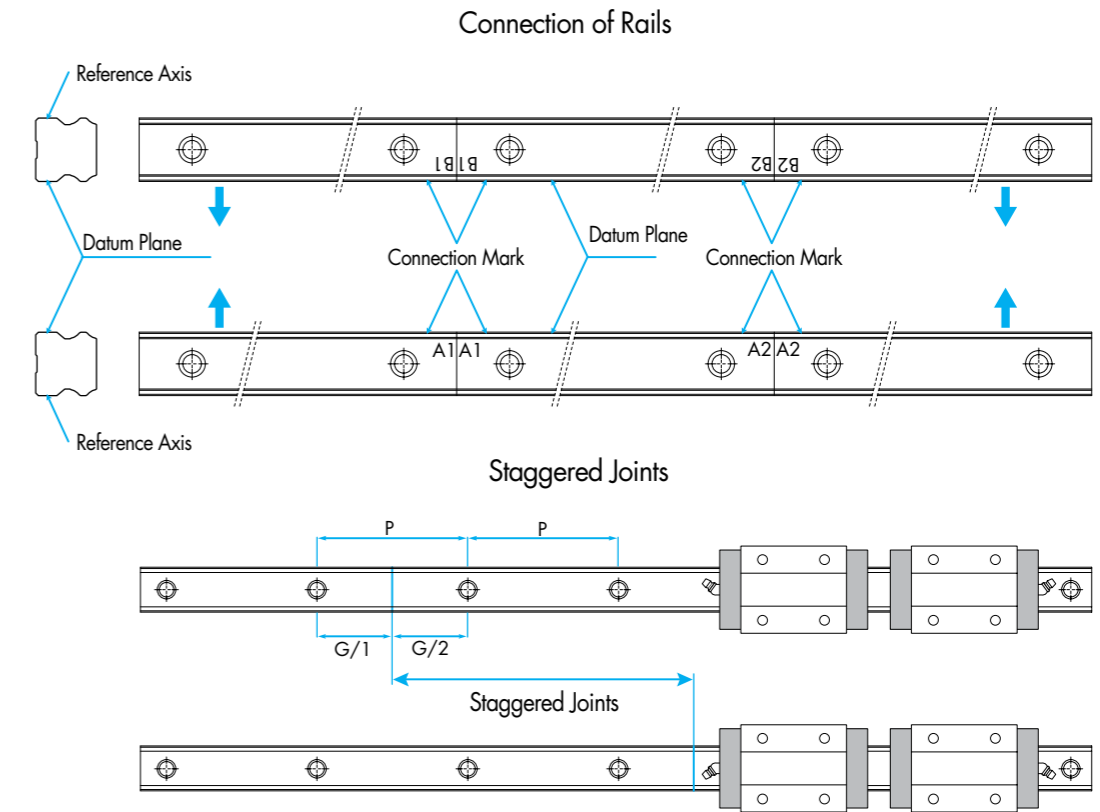 Connection of Rails
Reference Axis
1B1 B1
B2 B2
Datum Plane
Connection Mark
Datum Plane
Connection Mark
A1 A1
A2 A2
Reference Axis
Staggered Joints
P
P
G/1
G/2
Staggered Joints